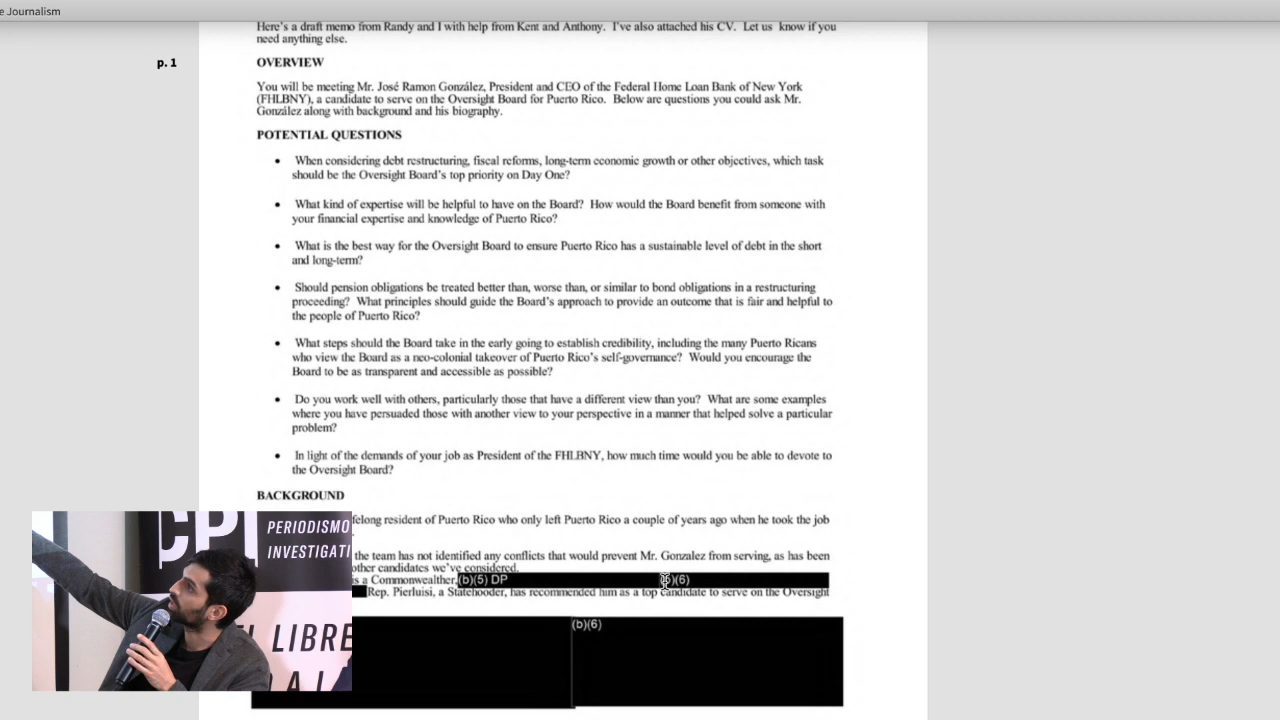 e Journalism
Here's a draft memo from Randy and I with help from Kent and Anthony. I've also attached his CV. Let us know if you
need anything else.
p. 1
OVERVIEW
You will be meeting Mr. José Ramon González, President and CEO of the Federal Home Loan Bank of New York
(FHLBNY), a candidate to serve on the Oversight Board for Puerto Rico. Below are questions you could ask Mr.
González along with background and his biography.
POTENTIAL QUESTIONS
• When considering debt restructuring, fiscal reforms, long-term economic growth or other objectives, which task
should be the Oversight Board's top priority on Day One?
• What kind of expertise will be helpful to have on the Board? How would the Board benefit from someone with
your financial expertise and knowledge of Puerto Rico?
• What is the best way for the Oversight Board to ensure Puerto Rico has a sustainable level of debt in the short
and long-term?
• Should pension obligations be treated better than, worse than, or similar to bond obligations in a restructuring
proceeding? What principles should guide the Board's approach to provide an outcome that is fair and helpful to
the people of Puerto Rico?
• What steps should the Board take in the early going to establish credibility, including the many Puerto Ricans
who view the Board as a neo-colonial takeover of Puerto Rico's self-governance? Would you encourage the
Board to be as transparent and accessible as possible?
• Do you work well with others, particularly those that have a different view than you? What are some examples
where you have persuaded those with another view to your perspective in a manner that helped solve a particular
problem?
• In light of the demands of your job as President of the FHLBNY, how much time would you be able to devote to
the Oversight Board?
BACKGROUND
felong resident of Puerto Rico who only left Puerto Rico a couple of years ago when he took the job
the team has not identified any conflicts that would prevent Mr. Gonzalez from serving, as has been
other candidates we've considered.
is a Commonwealther. (b)(5) DP (b)(6)
Rep. Pierluisi, a Statehooder, has recommended him as a top candidate to serve on the Oversight
(b)(6)
CPI
PERIODISMO
INVESTIGATI
LIBRE